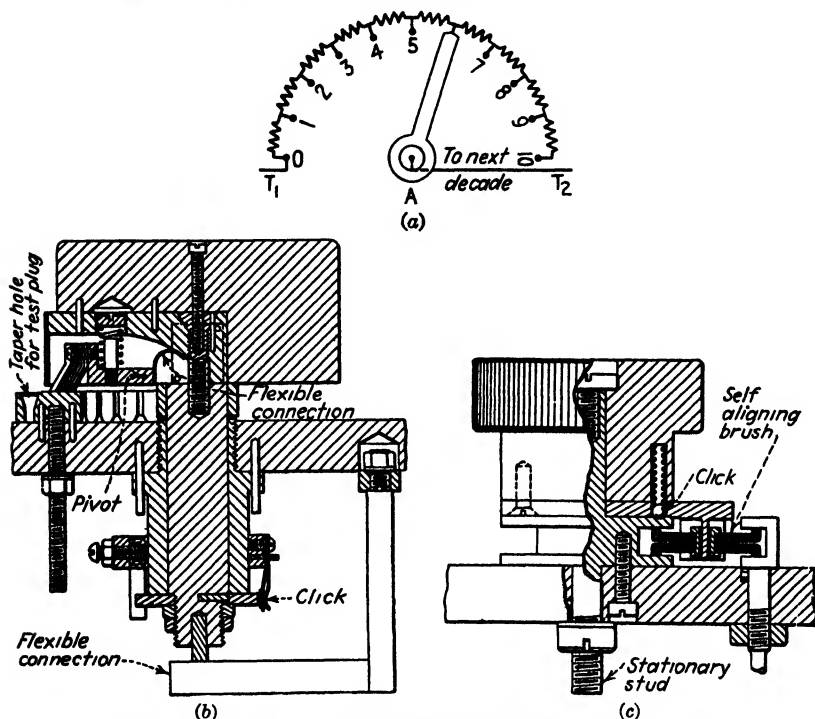 0
1
2
3
4
5
7
8
9
10
T1
To next
decade
T2
A
(a)
Taper hole
for test plug
Flexible
connection
Pivot
Click
Flexible
connection
(b)
Self
aligning
brush
Click
Stationary
stud
(c)